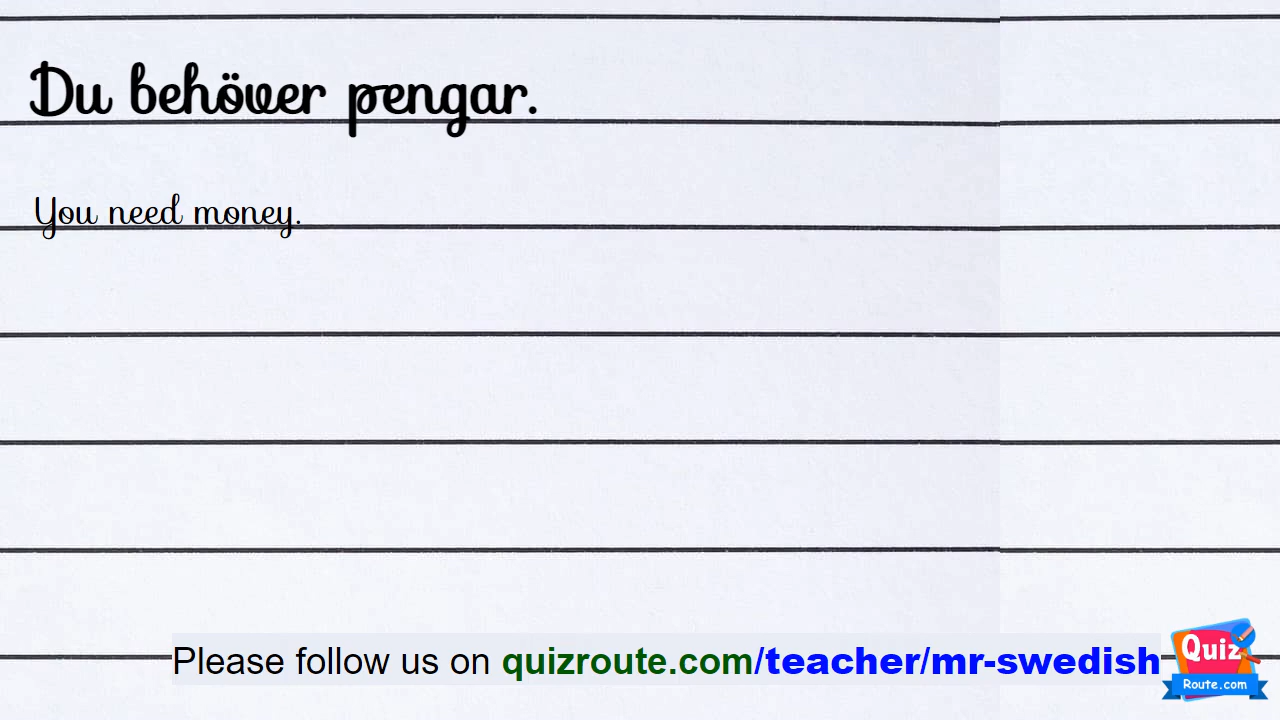 Du behöver pengar.
You need money.
Please follow us on quizroute.com/teacher/mr-swedish
Quiz
Route.com